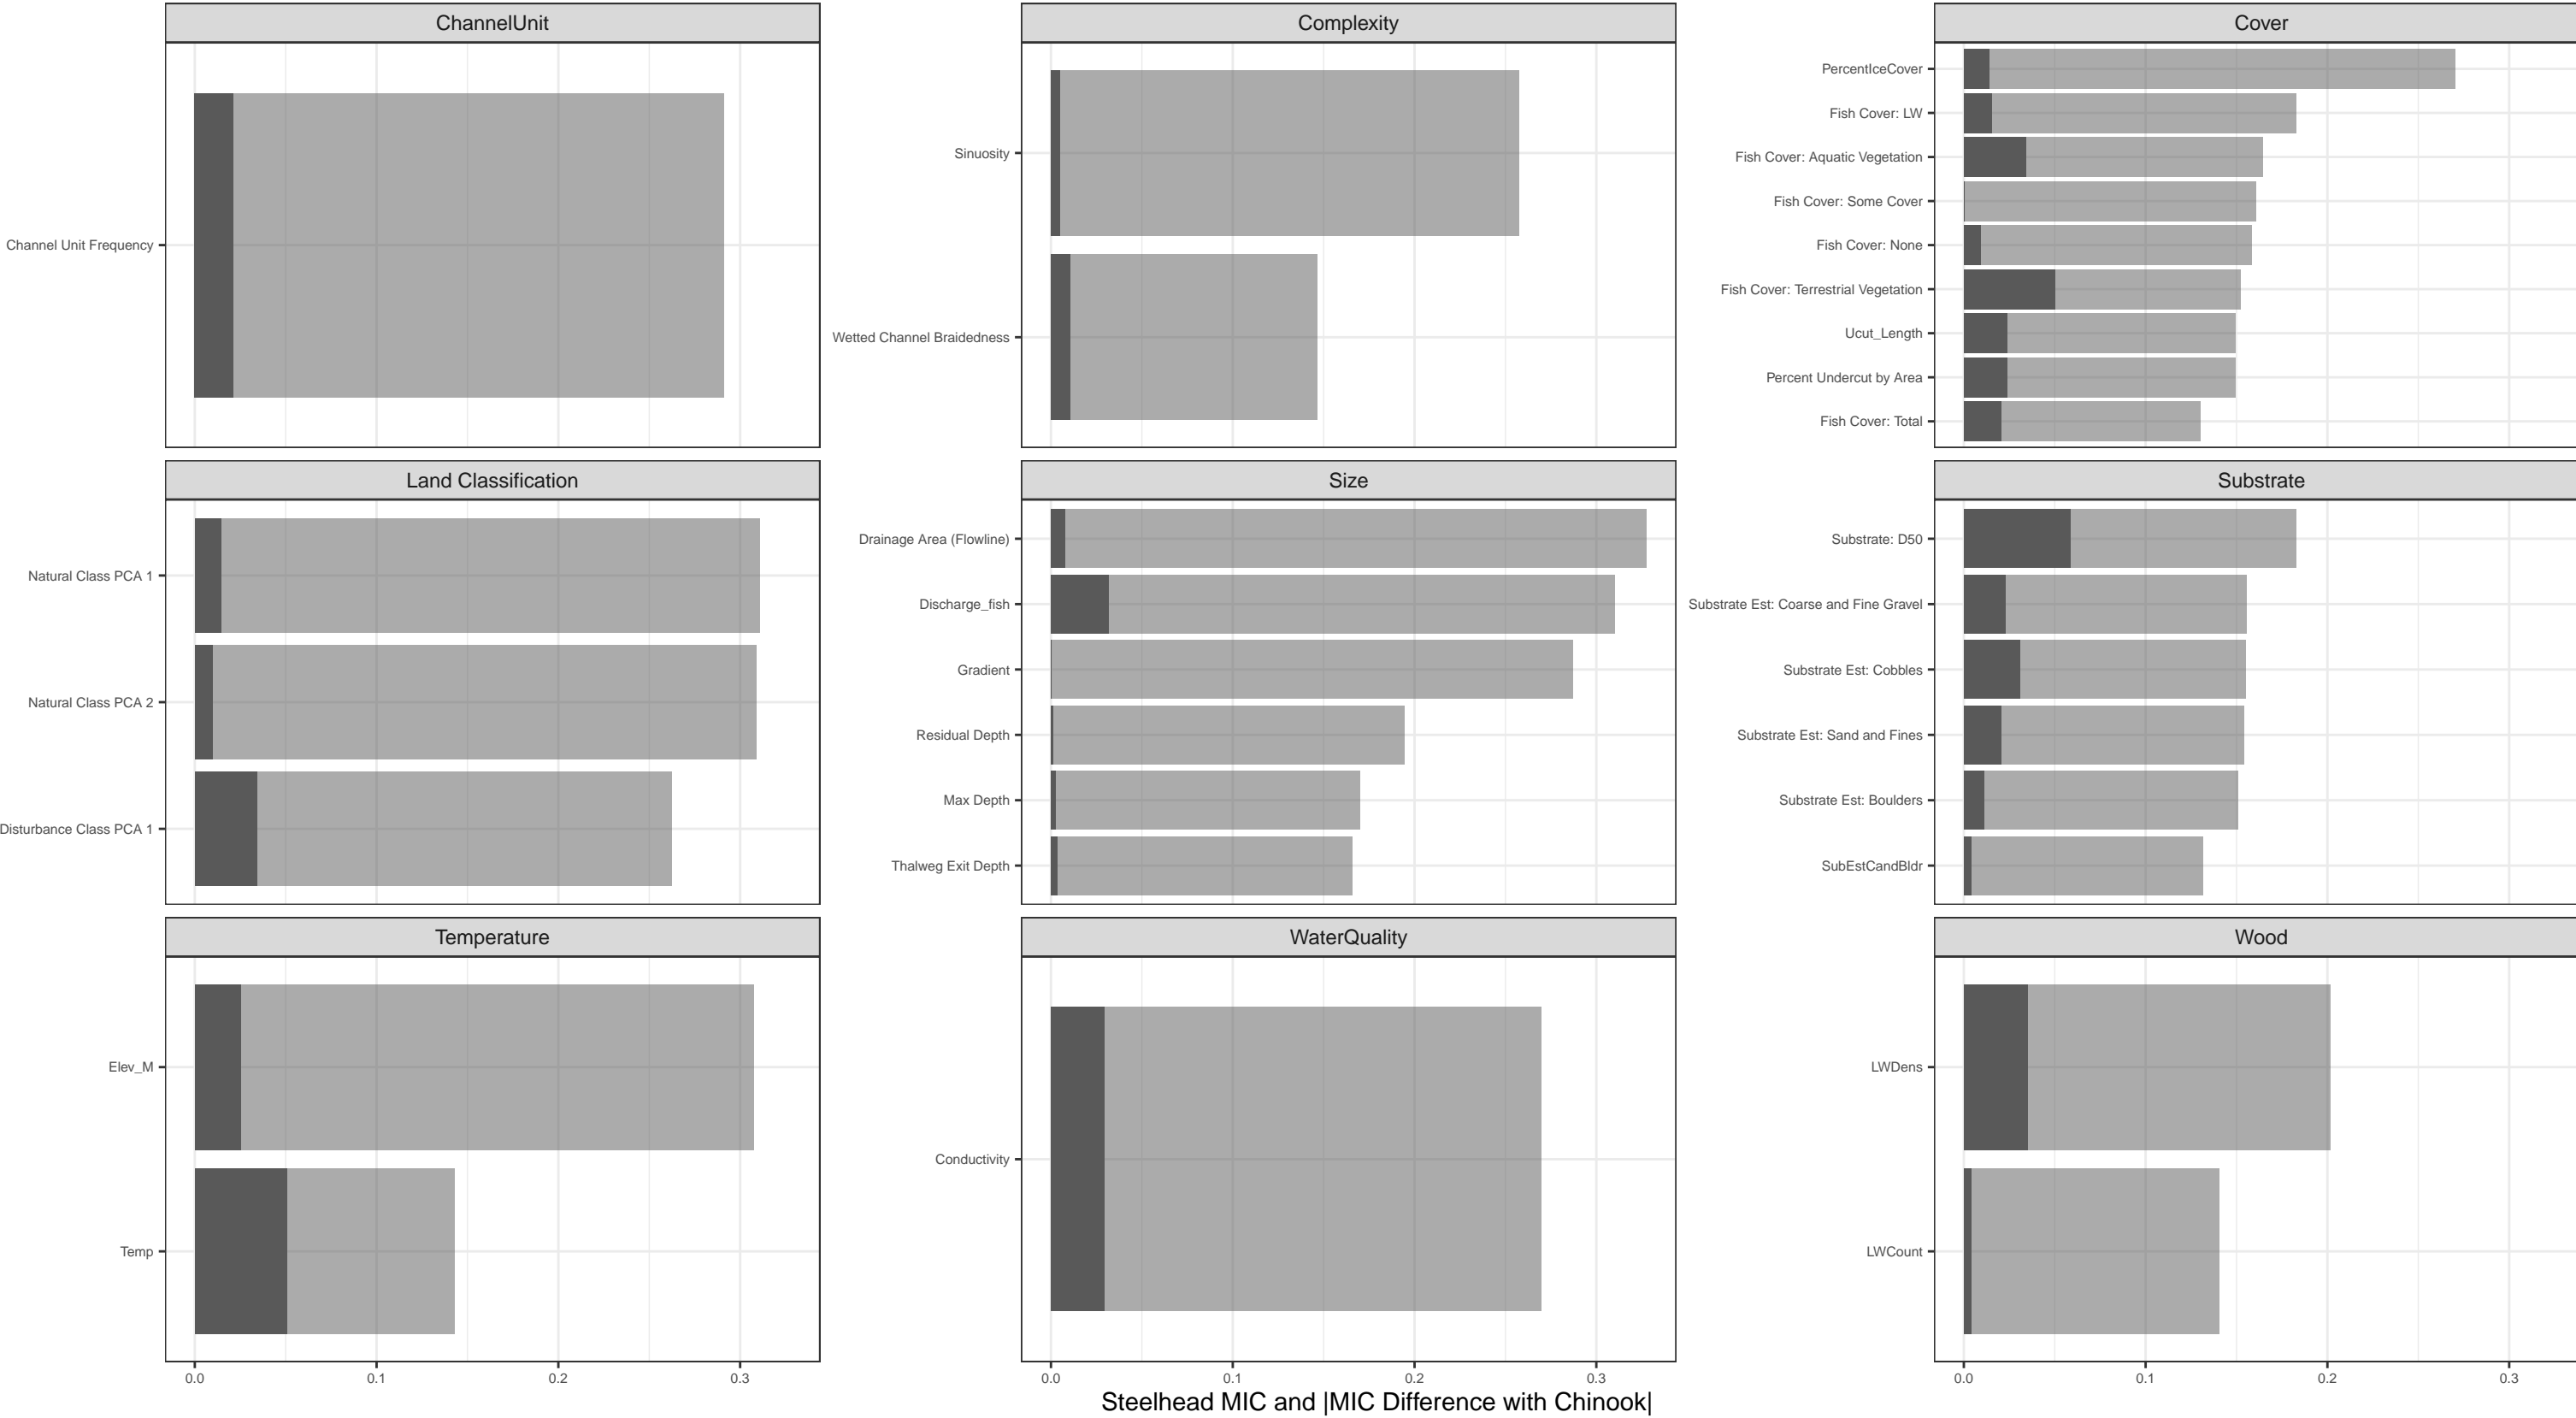 ChannelUnit
Channel Unit Frequency
Complexity
Sinuosity
Wetted Channel Braidedness
Cover
PercentIceCover
Fish Cover: LW
Fish Cover: Aquatic Vegetation
Fish Cover: Some Cover
Fish Cover: None
Fish Cover: Terrestrial Vegetation
Ucut_Length
Percent Undercut by Area
Fish Cover: Total
Land Classification
Natural Class PCA 1
Natural Class PCA 2
Disturbance Class PCA 1
Size
Drainage Area (Flowline)
Discharge_fish
Gradient
Residual Depth
Max Depth
Thalweg Exit Depth
Substrate
Substrate: D50
Substrate Est: Coarse and Fine Gravel
Substrate Est: Cobbles
Substrate Est: Sand and Fines
Substrate Est: Boulders
SubEstCandBldr
Temperature
Elev_M
Temp
0.0 0.1 0.2 0.3
WaterQuality
Conductivity
0.0 0.1 0.2 0.3
Wood
LWDens
LWCount
0.0 0.1 0.2 0.3
Steelhead MIC and |MIC Difference with Chinook|